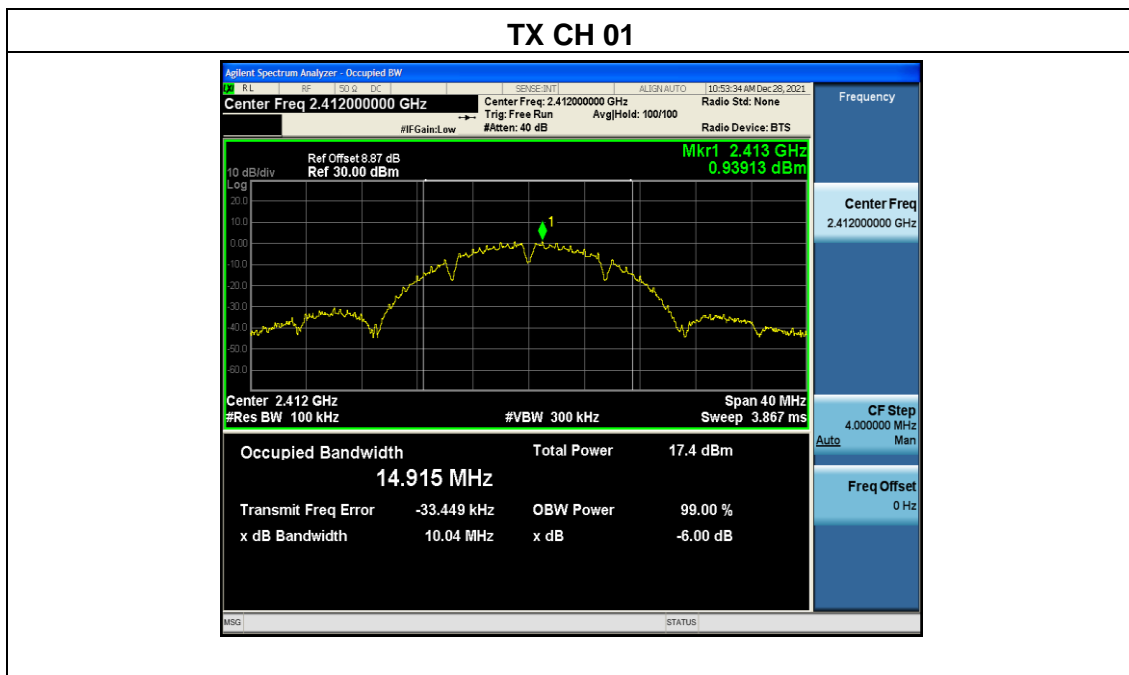 TX CH 01
Agilent Spectrum Analyzer - Occupied BW
RL RF 50 Ω DC SENSE:INT ALIGN AUTO 10:53:34 AM Dec 28, 2021
Center Freq 2.412000000 GHz
Center Freq: 2.412000000 GHz Radio Std: None
Trig: Free Run Avg|Hold: 100/100
#IFGain:Low #Atten: 40 dB Radio Device: BTS
Frequency
Mkr1 2.413 GHz
0.93913 dBm
Ref Offset 8.87 dB
10 dB/div Ref 30.00 dBm
Log
20.0
10.0
0.00
-10.0
-20.0
-30.0
-40.0
-50.0
-60.0
1
Center 2.412 GHz Span 40 MHz
#Res BW 100 kHz #VBW 300 kHz Sweep 3.867 ms
Center Freq
2.412000000 GHz
CF Step
4.000000 MHz
Auto Man
Freq Offset
0 Hz
Occupied Bandwidth Total Power 17.4 dBm
14.915 MHz
Transmit Freq Error -33.449 kHz OBW Power 99.00 %
x dB Bandwidth 10.04 MHz x dB -6.00 dB
MSG STATUS